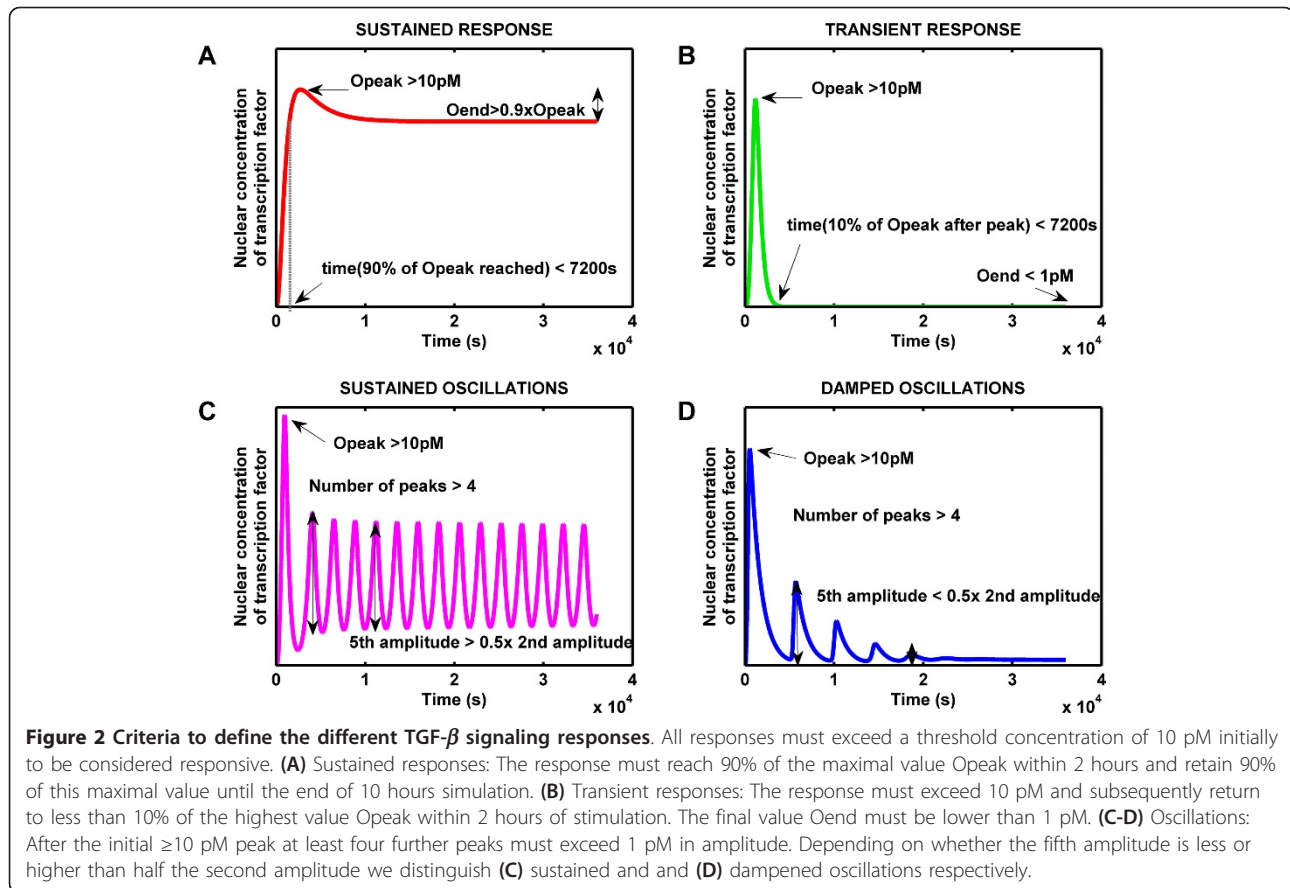 SUSTAINED RESPONSE
A
Nuclear concentration
of transcription factor
Opeak >10pM
Oend>0.9xOpeak
time(90% of Opeak reached) < 7200s
0 1 2 3 4
Time (s)
x 10^4
TRANSIENT RESPONSE
B
Nuclear concentration
of transcription factor
Opeak >10pM
time(10% of Opeak after peak) < 7200s
Oend < 1pM
0 1 2 3 4
Time (s)
x 10^4
SUSTAINED OSCILLATIONS
C
Nuclear concentration
of transcription factor
Opeak >10pM
Number of peaks > 4
5th amplitude > 0.5x 2nd amplitude
0 1 2 3 4
Time (s)
x 10^4
DAMPED OSCILLATIONS
D
Nuclear concentration
of transcription factor
Opeak >10pM
Number of peaks > 4
5th amplitude < 0.5x 2nd amplitude
0 1 2 3 4
Time (s)
x 10^4
Figure 2 Criteria to define the different TGF-β signaling responses. All responses must exceed a threshold concentration of 10 pM initially
to be considered responsive. (A) Sustained responses: The response must reach 90% of the maximal value Opeak within 2 hours and retain 90%
of this maximal value until the end of 10 hours simulation. (B) Transient responses: The response must exceed 10 pM and subsequently return
to less than 10% of the highest value Opeak within 2 hours of stimulation. The final value Oend must be lower than 1 pM. (C-D) Oscillations:
After the initial ≥10 pM peak at least four further peaks must exceed 1 pM in amplitude. Depending on whether the fifth amplitude is less or
higher than half the second amplitude we distinguish (C) sustained and and (D) dampened oscillations respectively.